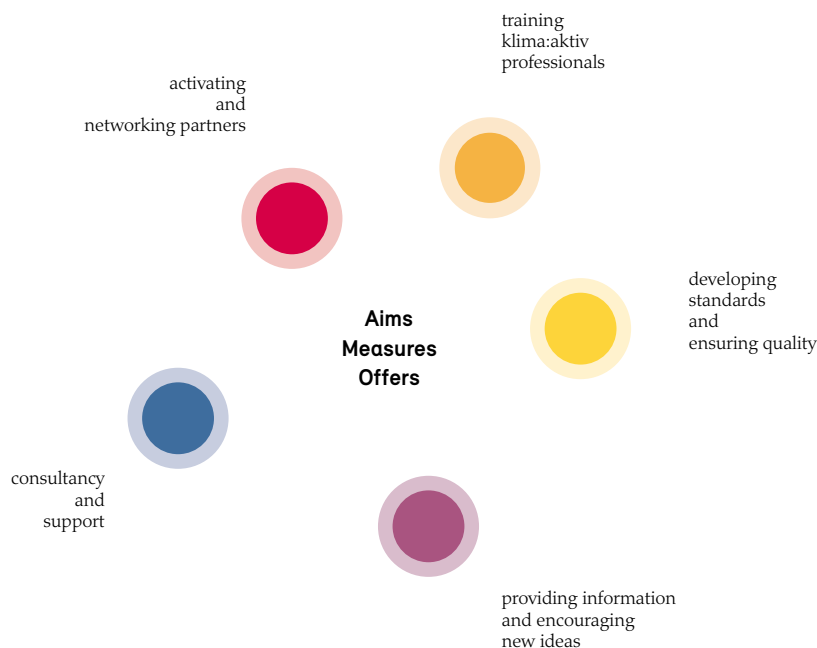 training
klima:aktiv
professionals
activating
and
networking partners
developing
standards
and
ensuring quality
Aims
Measures
Offers
consultancy
and
support
providing information
and encouraging
new ideas